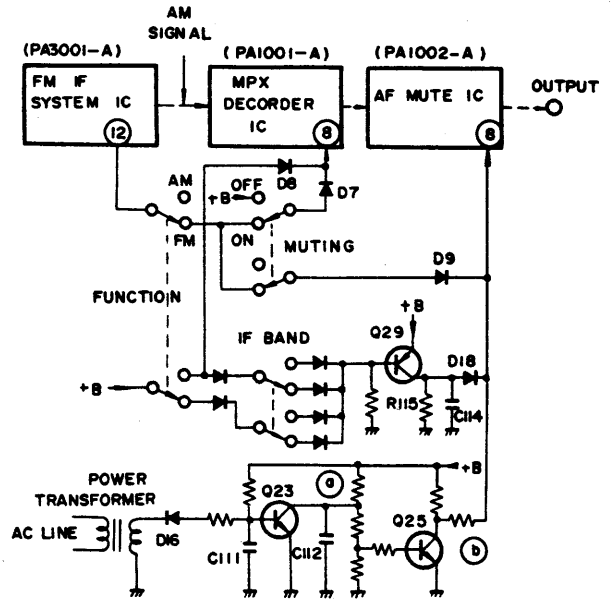 AM
SIGNAL
(PA3001-A)
(PA1001-A)
(PA1002-A)
FM IF
SYSTEM IC
12
MPX
DECORDER
IC
8
AF MUTE IC
8
OUTPUT
D8
D7
AM
OFF
+B
FM
ON
MUTING
D9
FUNCTION
IF BAND
+B
Q29
D18
+B
R115
C114
+B
POWER
TRANSFORMER
Q23
a
AC LINE
D16
Q25
C111
C112
b